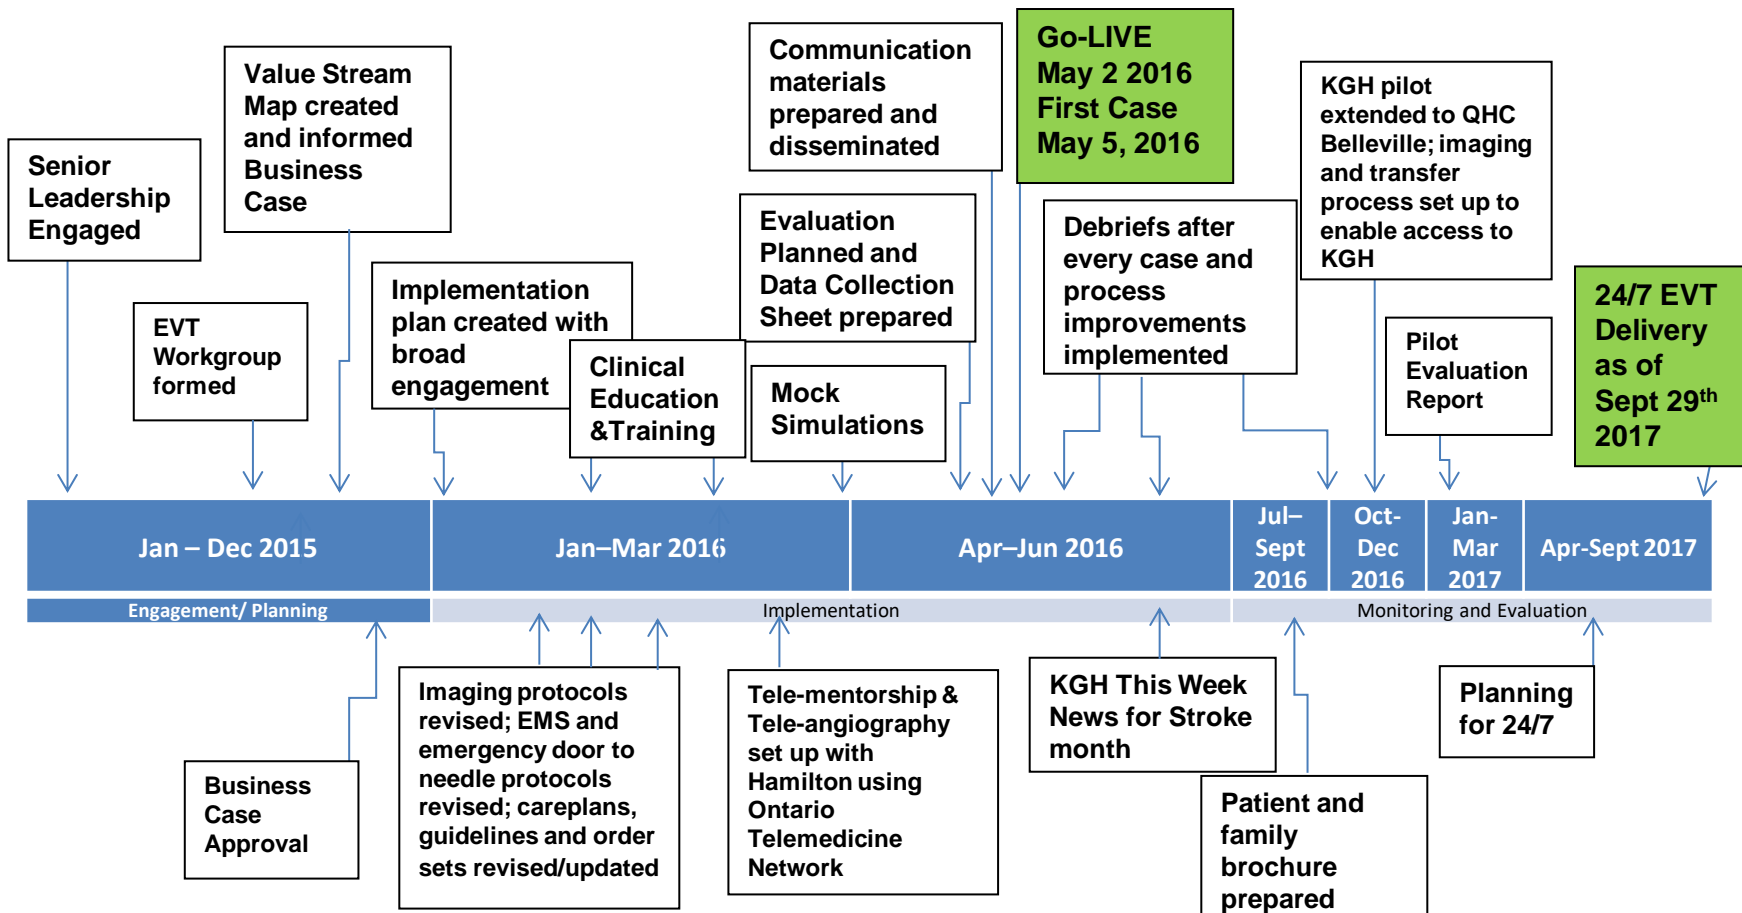 Senior
Leadership
Engaged
Value Stream
Map created
and informed
Business
Case
EVT
Workgroup
formed
Implementation
plan created with
broad
engagement
Clinical
Education
&Training
Communication
materials
prepared and
disseminated
Evaluation
Planned and
Data Collection
Sheet prepared
Mock
Simulations
Go-LIVE
May 2 2016
First Case
May 5, 2016
Debriefs after
every case and
process
improvements
implemented
KGH pilot
extended to QHC
Belleville; imaging
and transfer
process set up to
enable access to
KGH
Pilot
Evaluation
Report
24/7 EVT
Delivery
as of
Sept 29th
2017
Jan – Dec 2015
Jan–Mar 2016
Apr–Jun 2016
Jul–
Sept
2016
Oct-
Dec
2016
Jan-
Mar
2017
Apr-Sept 2017
Engagement/ Planning
Implementation
Monitoring and Evaluation
Business
Case
Approval
Imaging protocols
revised; EMS and
emergency door to
needle protocols
revised; careplans,
guidelines and order
sets revised/updated
Tele-mentorship &
Tele-angiography
set up with
Hamilton using
Ontario
Telemedicine
Network
KGH This Week
News for Stroke
month
Patient and
family
brochure
prepared
Planning
for 24/7